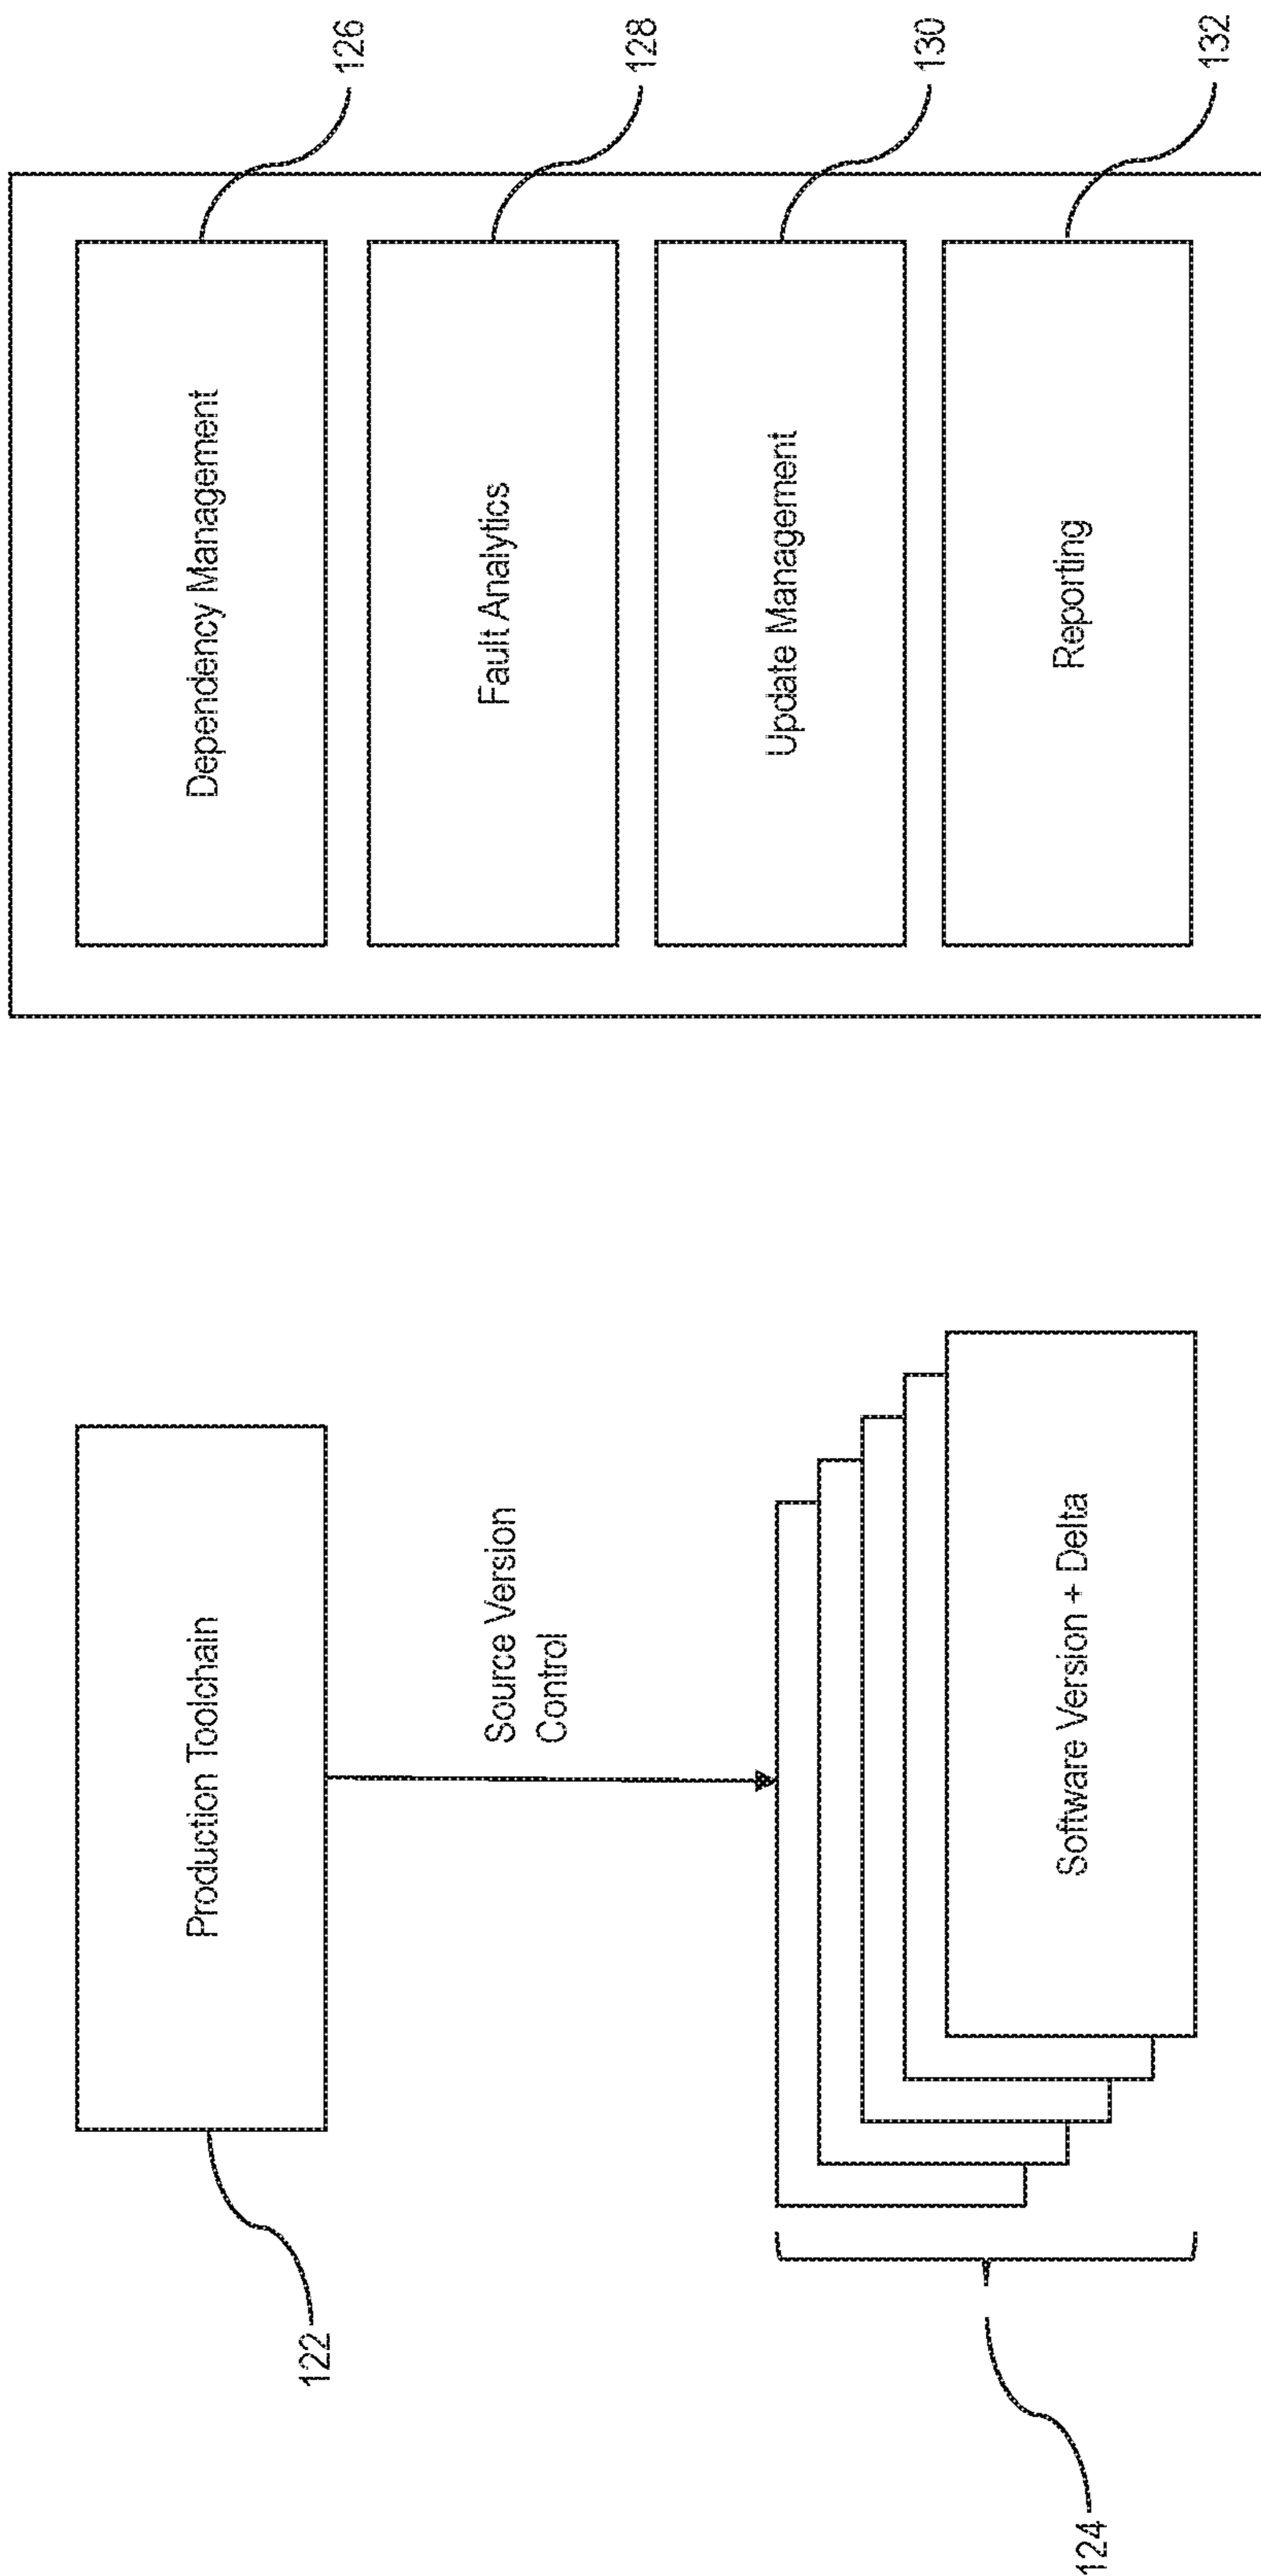 122
Production Toolchain
Source Version
Control
124
Software Version + Delta
Dependency Management
126
Fault Analytics
128
Update Management
130
Reporting
132